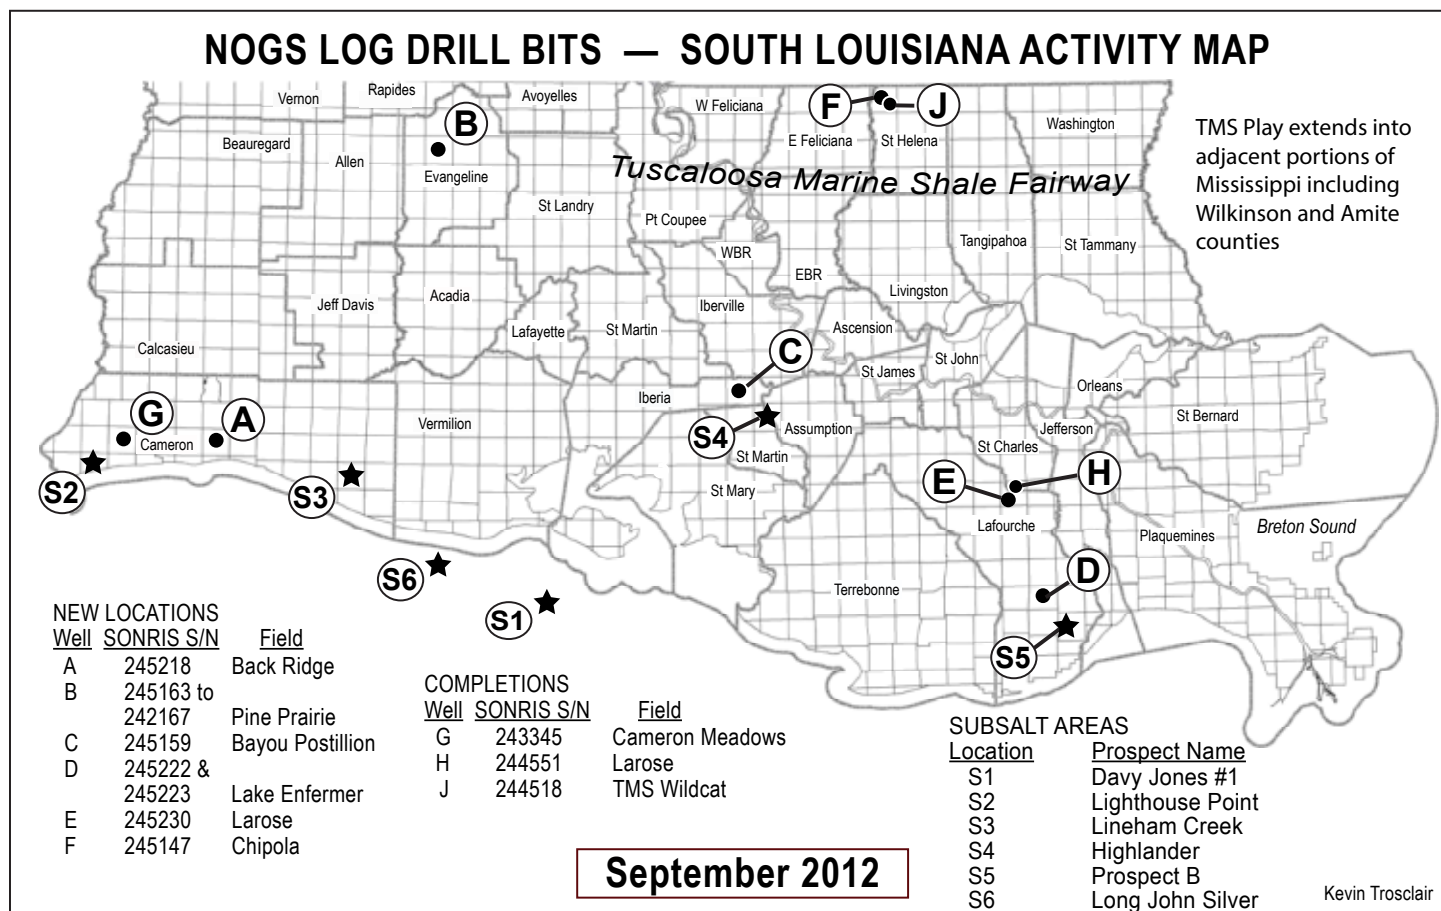 NOGS LOG DRILL BITS — SOUTH LOUISIANA ACTIVITY MAP
Vernon
Rapides
Avoyelles
W Feliciana
F
J
Washington
B
Beauregard
Allen
Evangeline
E Feliciana
St Helena
TMS Play extends into
adjacent portions of
Mississippi including
Wilkinson and Amite
counties
Tuscaloosa Marine Shale Fairway
St Landry
Pt Coupee
WBR
EBR
Tangipahoa
St Tammany
Jeff Davis
Acadia
Lafayette
St Martin
Iberville
Livingston
Ascension
Calcasieu
C
St James
St John
Orleans
G
A
Cameron
Vermilion
Iberia
S4
Assumption
St Martin
St Mary
St Charles
Jefferson
St Bernard
S2
S3
E
H
Lafourche
Plaquemines
Breton Sound
S6
S1
Terrebonne
D
S5
NEW LOCATIONS
Well SONRIS S/N Field
A 245218 Back Ridge
B 245163 to
242167 Pine Prairie
C 245159 Bayou Postillion
D 245222 &
245223 Lake Enfermer
E 245230 Larose
F 245147 Chipola
COMPLETIONS
Well SONRIS S/N Field
G 243345 Cameron Meadows
H 244551 Larose
J 244518 TMS Wildcat
SUBSALT AREAS
Location Prospect Name
S1 Davy Jones #1
S2 Lighthouse Point
S3 Lineham Creek
S4 Highlander
S5 Prospect B
S6 Long John Silver
September 2012
Kevin Trosclair